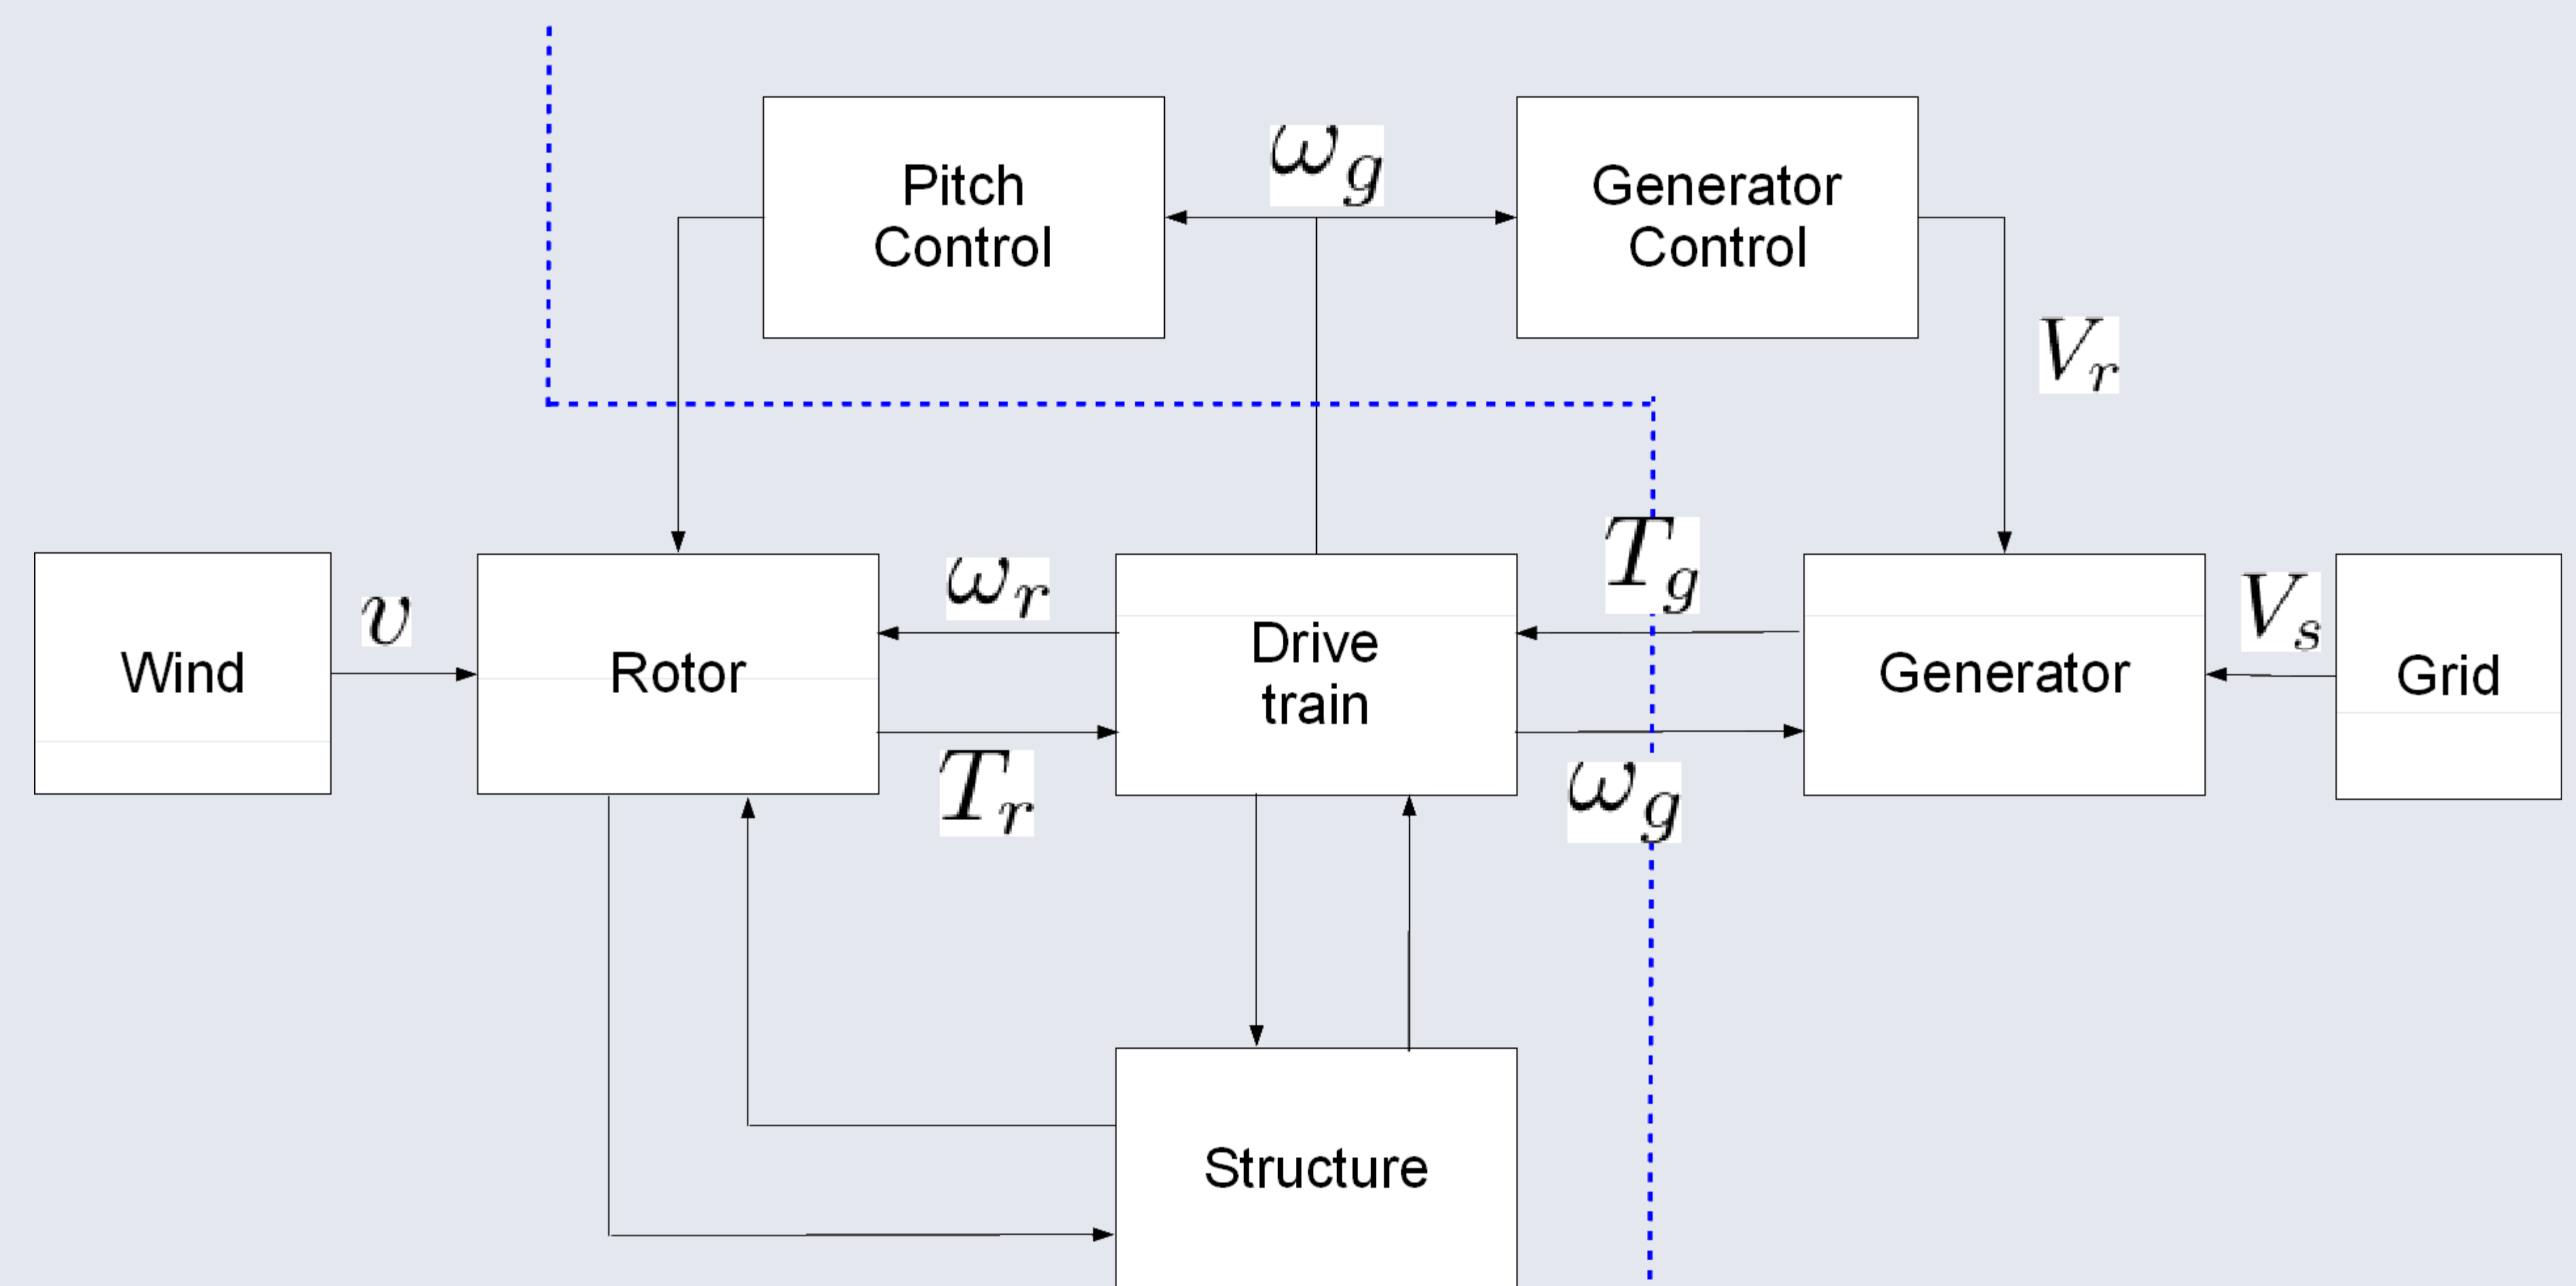 Pitch
Control
ω_g
Generator
Control
V_r
Wind
v
Rotor
ω_r
T_r
Drive
train
T_g
ω_g
Generator
V_s
Grid
Structure